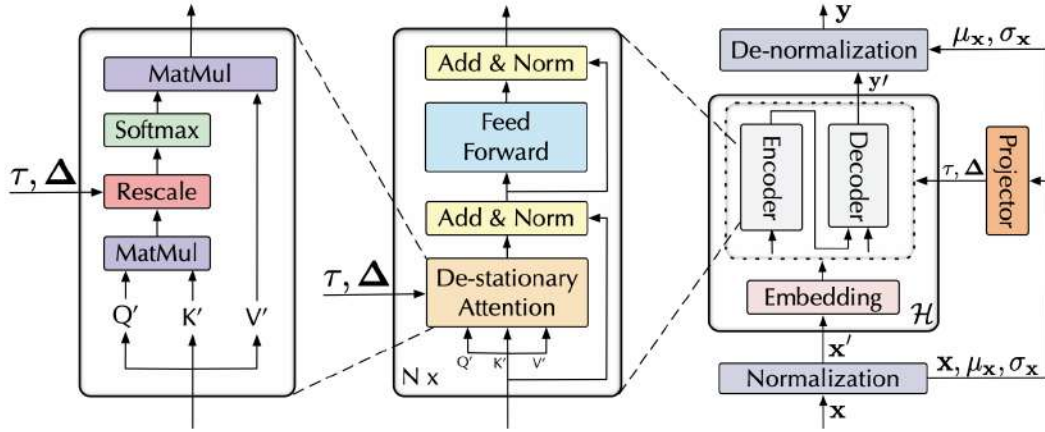 MatMul
Softmax
τ, Δ
Rescale
MatMul
Q′ K′ V′
Add & Norm
Feed
Forward
Add & Norm
τ, Δ
De-stationary
Attention
Q′ K′ V′
N x
y
De-normalization
μₓ, σₓ
y′
Encoder
Decoder
τ, Δ
Projector
Embedding
ℋ
x′
Normalization
x, μₓ, σₓ
x